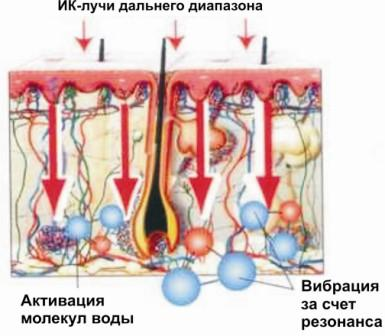 ИК-лучи дальнего диапазона
Активация
молекул воды
Вибрация
за счет
резонанса